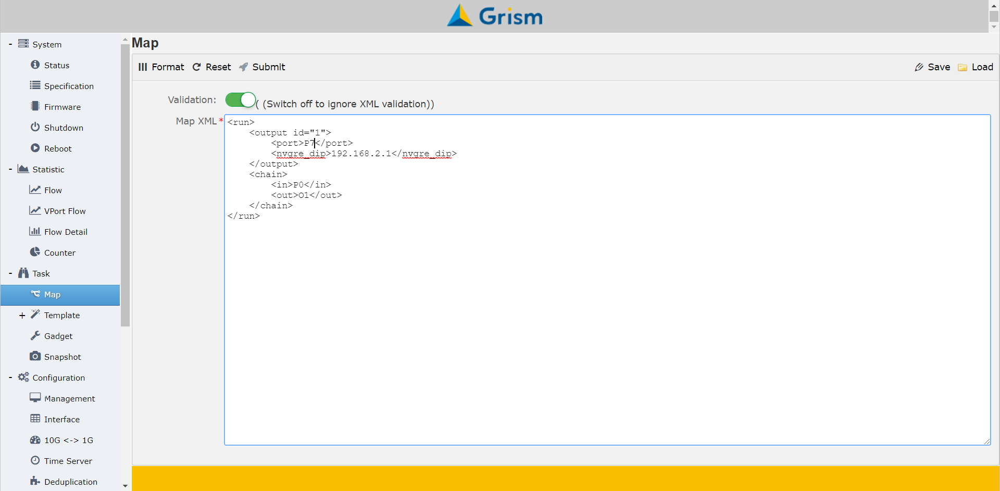 Grism
- System
Status
Specification
Firmware
Shutdown
Reboot
- Statistic
Flow
VPort Flow
Flow Detail
Counter
- Task
Map
+ Template
Gadget
Snapshot
- Configuration
Management
Interface
10G <-> 1G
Time Server
Deduplication
Map
Format Reset Submit Save Load
Validation: ( (Switch off to ignore XML validation))
Map XML*
<run>
    <output id="1">
        <port>P7</port>
        <nvgre_dip>192.168.2.1</nvgre_dip>
    </output>
    <chain>
        <in>P0</in>
        <out>O1</out>
    </chain>
</run>